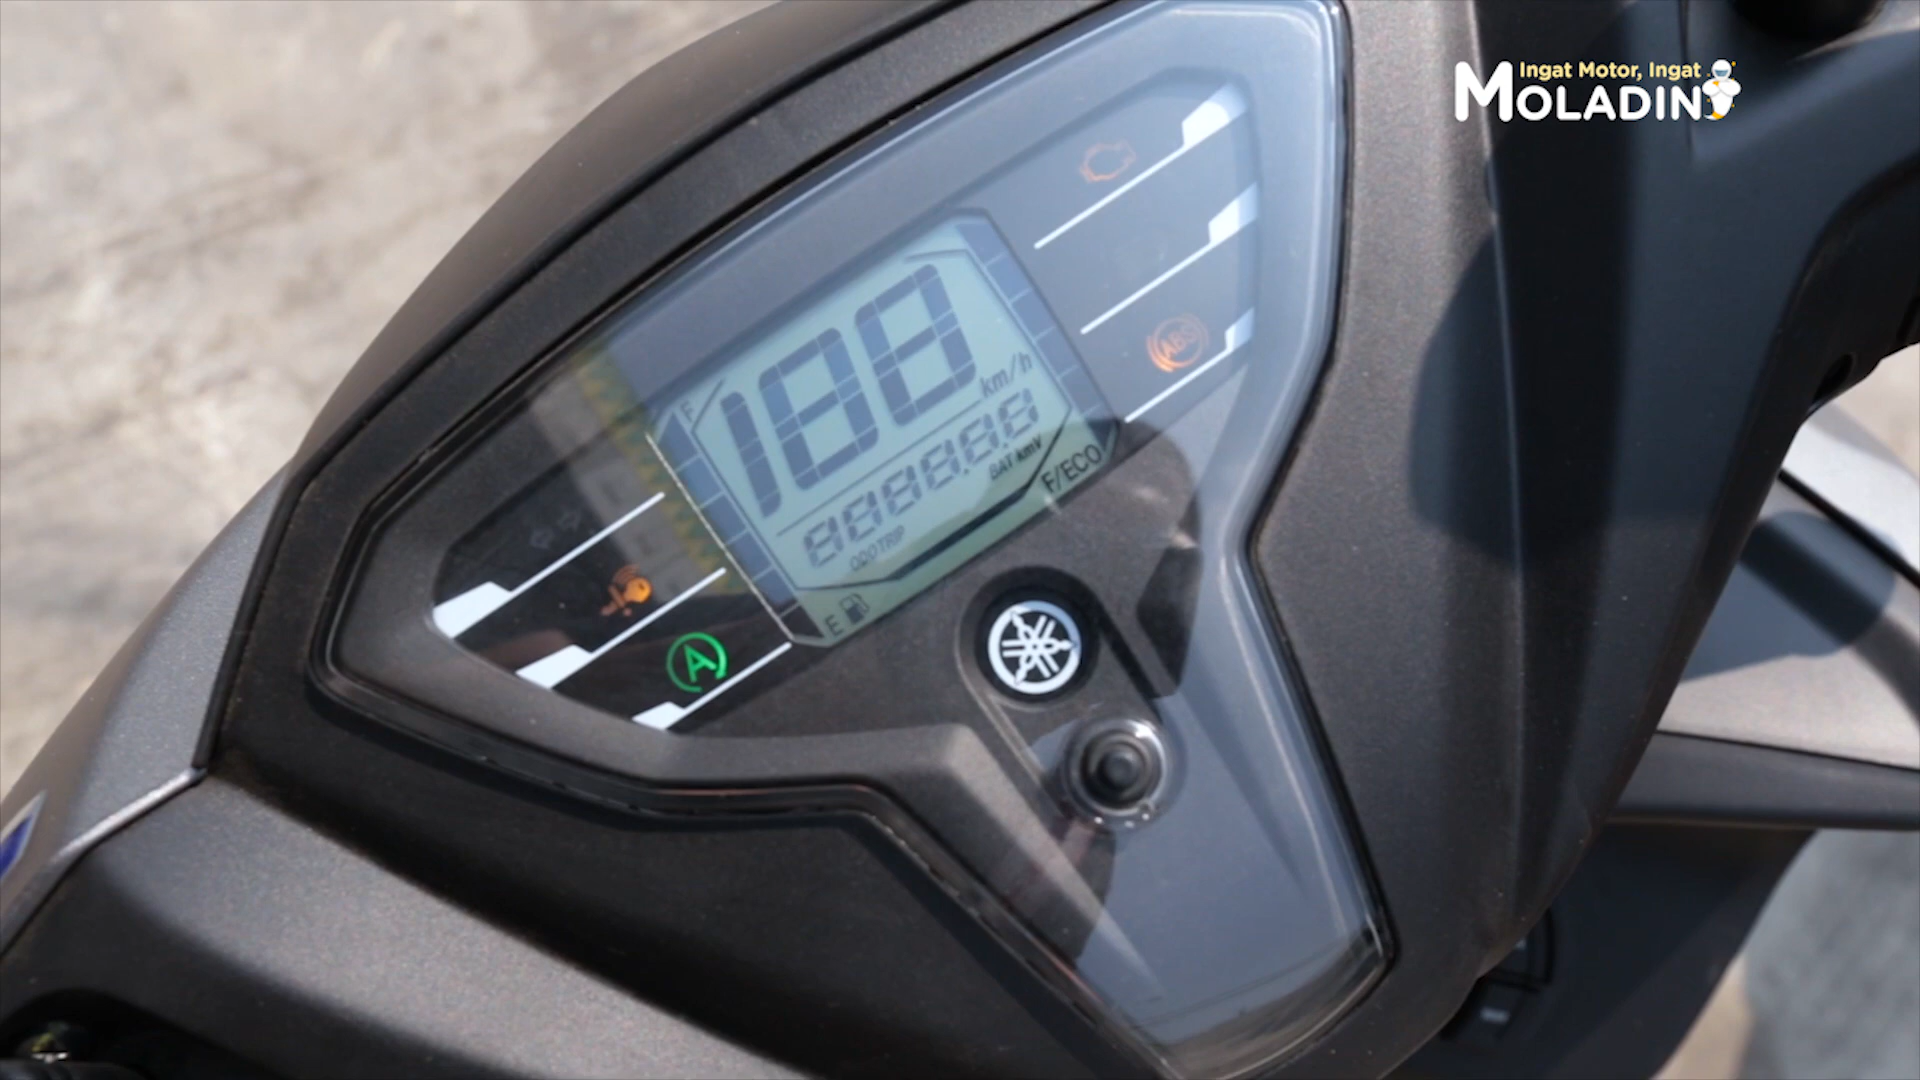 Ingat Motor, Ingat
MOLADIN
ABS
F
188
km/h
888888
BAT kmV
ODO TRIP
F/ECO
E
A